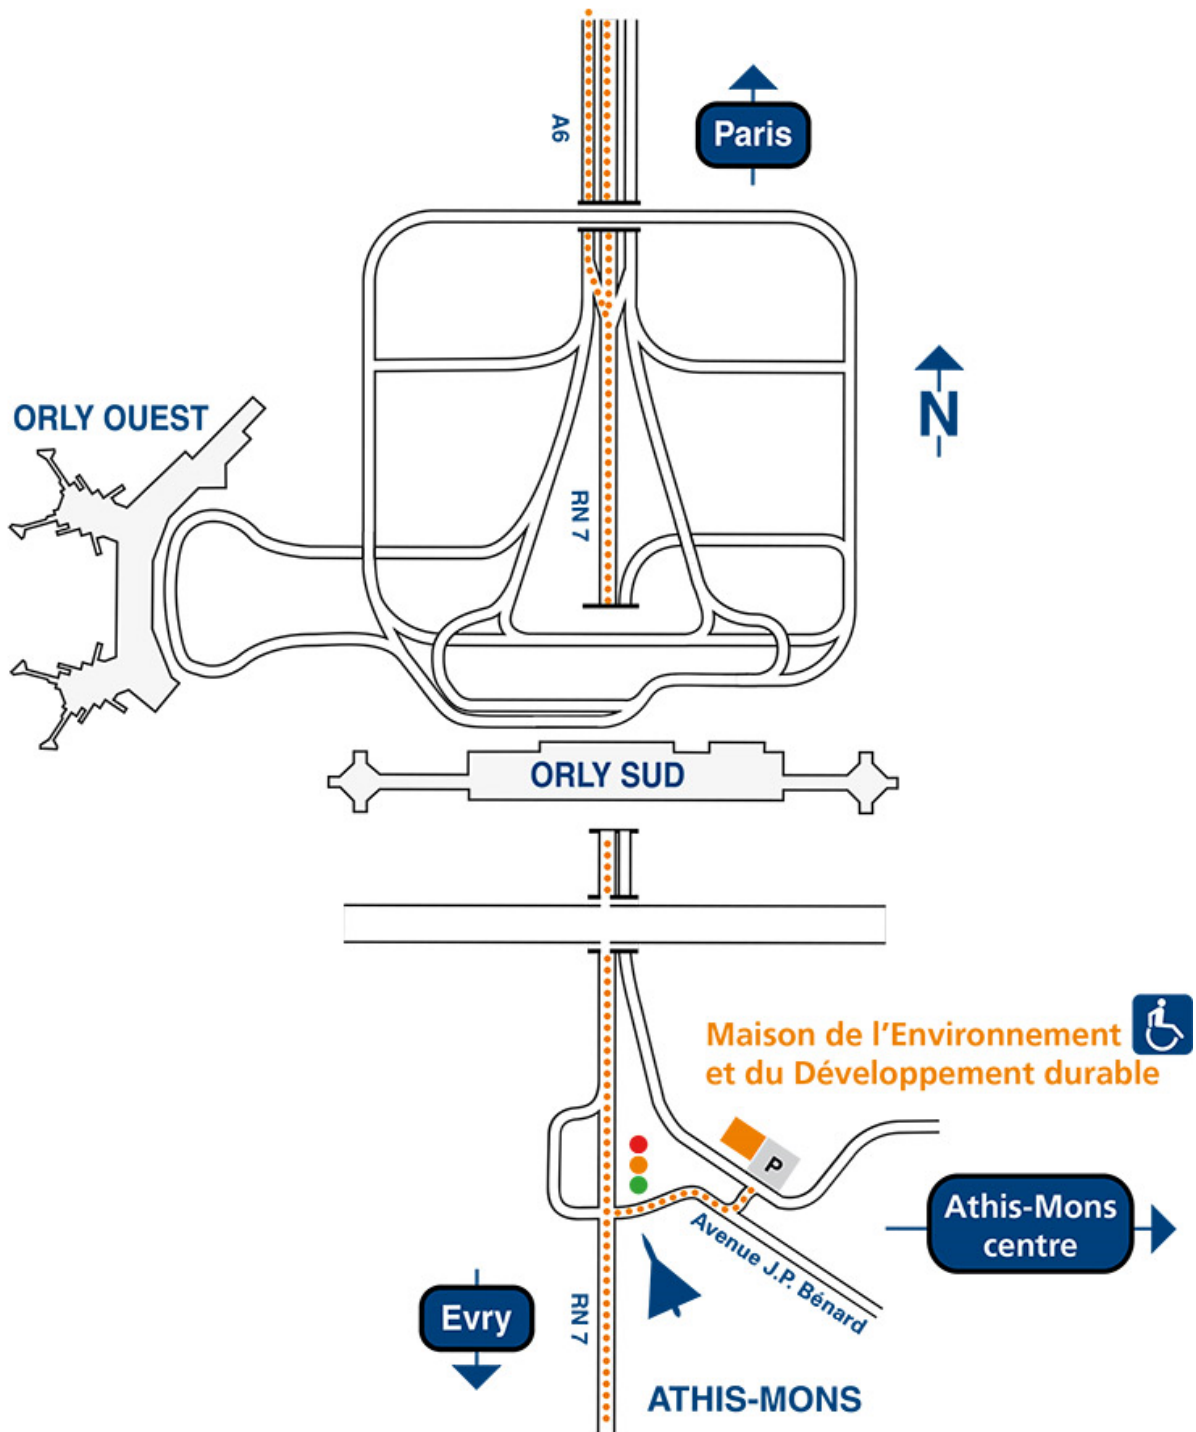 A6
Paris
ORLY OUEST
N
RN 7
ORLY SUD
Maison de l'Environnement
et du Développement durable
P
Avenue J.P. Bénard
Athis-Mons
centre
Evry
RN 7
ATHIS-MONS